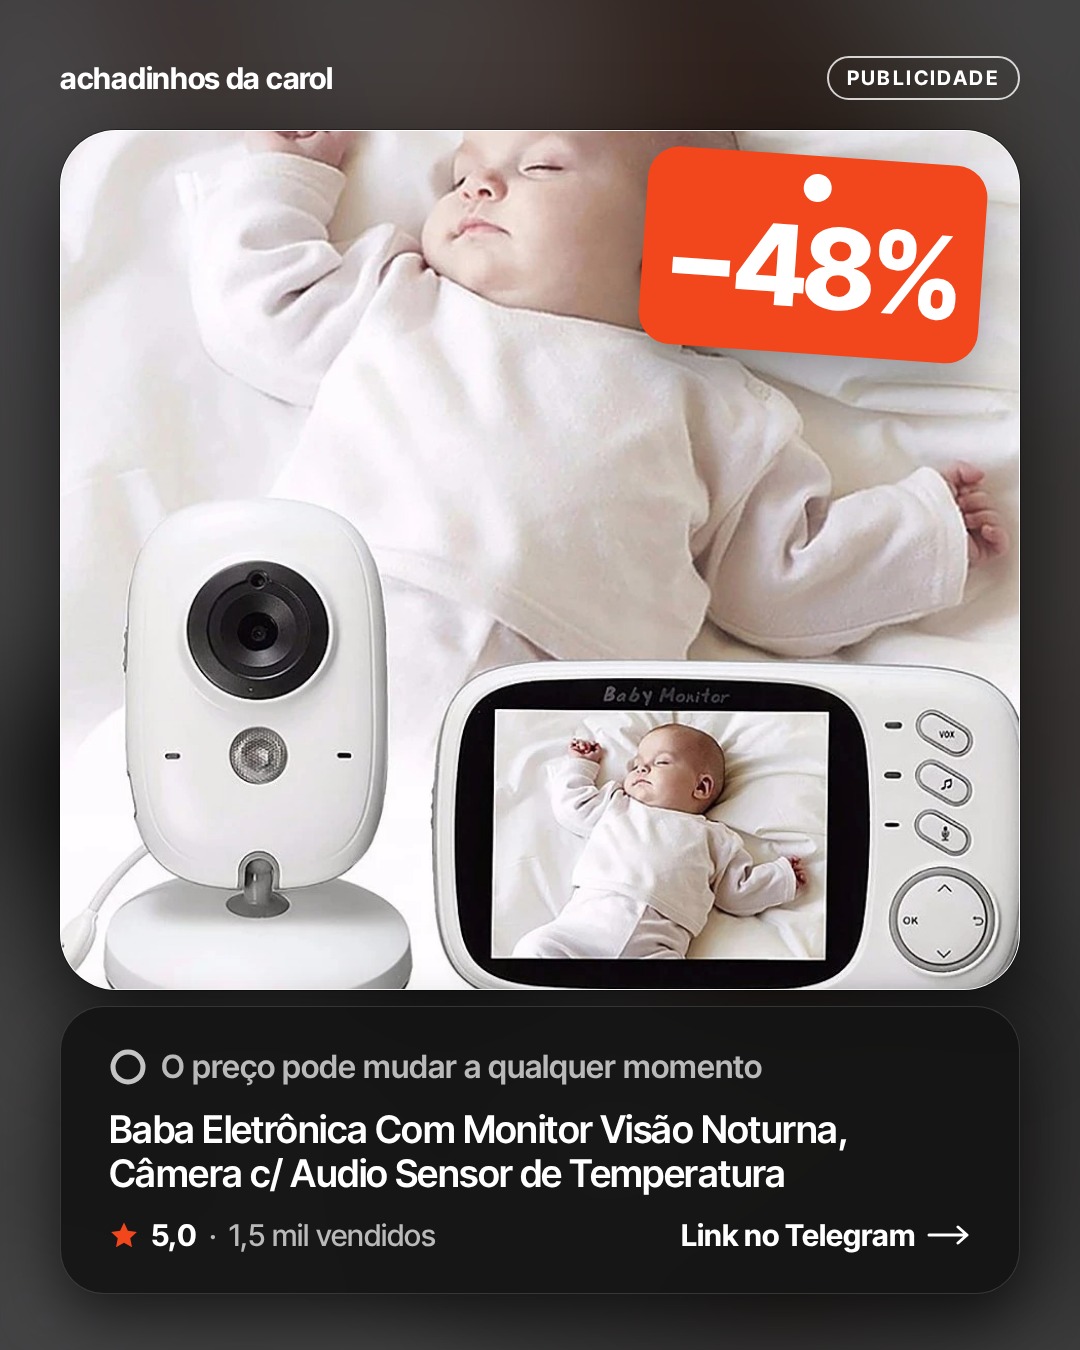 achadinhos da carol
PUBLICIDADE
–48%
Baby Monitor
VOX
OK
O preço pode mudar a qualquer momento
Baba Eletrônica Com Monitor Visão Noturna,
Câmera c/ Audio Sensor de Temperatura
5,0 · 1,5 mil vendidos
Link no Telegram →